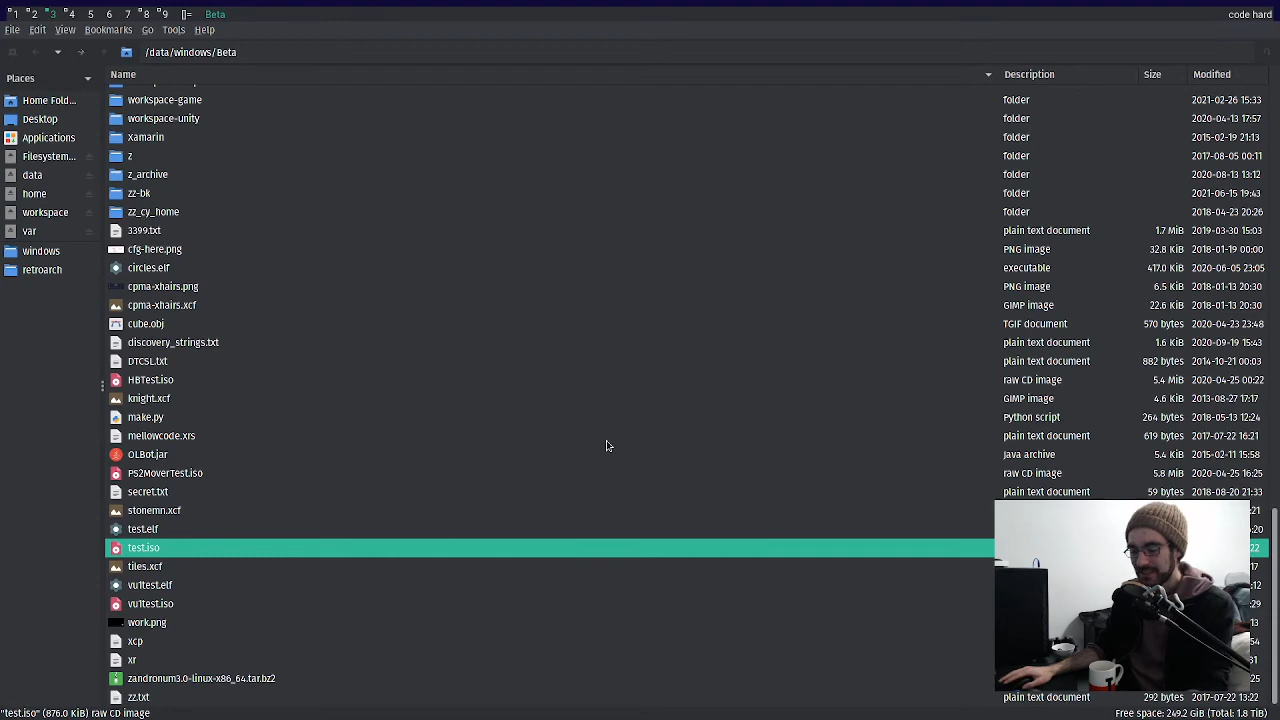 1 2 3 4 5 6 7 8 9 []= Beta code hard
File Edit View Bookmarks Go Tools Help
/data/windows/Beta
Places Name Description Size Modified
Home Fold... workspace-game folder 2021-02-26 15:33
Desktop workspace-unity folder 2020-04-13 17:57
Applications xamarin folder 2015-02-19 21:13
Filesystem... z folder 2017-08-05 00:11
data z_archive folder 2020-08-13 13:12
home zz-bk folder 2021-06-15 19:43
workspace zz_cy_home folder 2018-04-23 20:26
var 3399.txt plain text document 1.7 MiB 2019-03-30 15:03
windows cfg-here.png PNG image 32.8 KiB 2018-01-19 00:00
retroarch circles.elf executable 417.0 KiB 2020-06-19 02:05
cpma-xhairs.png PNG image 6.5 KiB 2018-01-13 20:30
cpma-xhairs.xcf GIMP image 22.6 KiB 2018-01-13 20:30
cube.obj TGIF document 570 bytes 2020-04-22 13:48
discovery_strings.txt plain text document 1.6 KiB 2020-09-19 15:43
DTCSL.txt plain text document 882 bytes 2014-10-21 00:03
HBTest.iso raw CD image 5.4 MiB 2020-04-25 00:22
knight.xcf GIMP image 4.6 KiB 2013-08-27 17:17
make.py Python script 264 bytes 2018-05-13 12:23
mellowcode.xrs plain text document 619 bytes 2017-07-22 16:21
OLBot.jar Java archive 5.4 KiB 2015-02-11 15:58
PS2MoverTest.iso raw CD image 5.8 MiB 2020-04-25 16:25
secret.txt plain text document 59 bytes 2018-08-20 21:33
stonemn.xcf :21
test.elf :20
test.iso :22
tiles.xcf :17
vu1test.elf :12
vu1test.iso
work.png
xcp :34
xr :56
zandronum3.0-linux-x86_64.tar.bz2 :25
zz.txt plain text document 292 bytes 2017-07-22 13:22
"test.iso" (876.0 KiB) raw CD image Free space: 249.2 GiB (Total: 1.8 TiB)